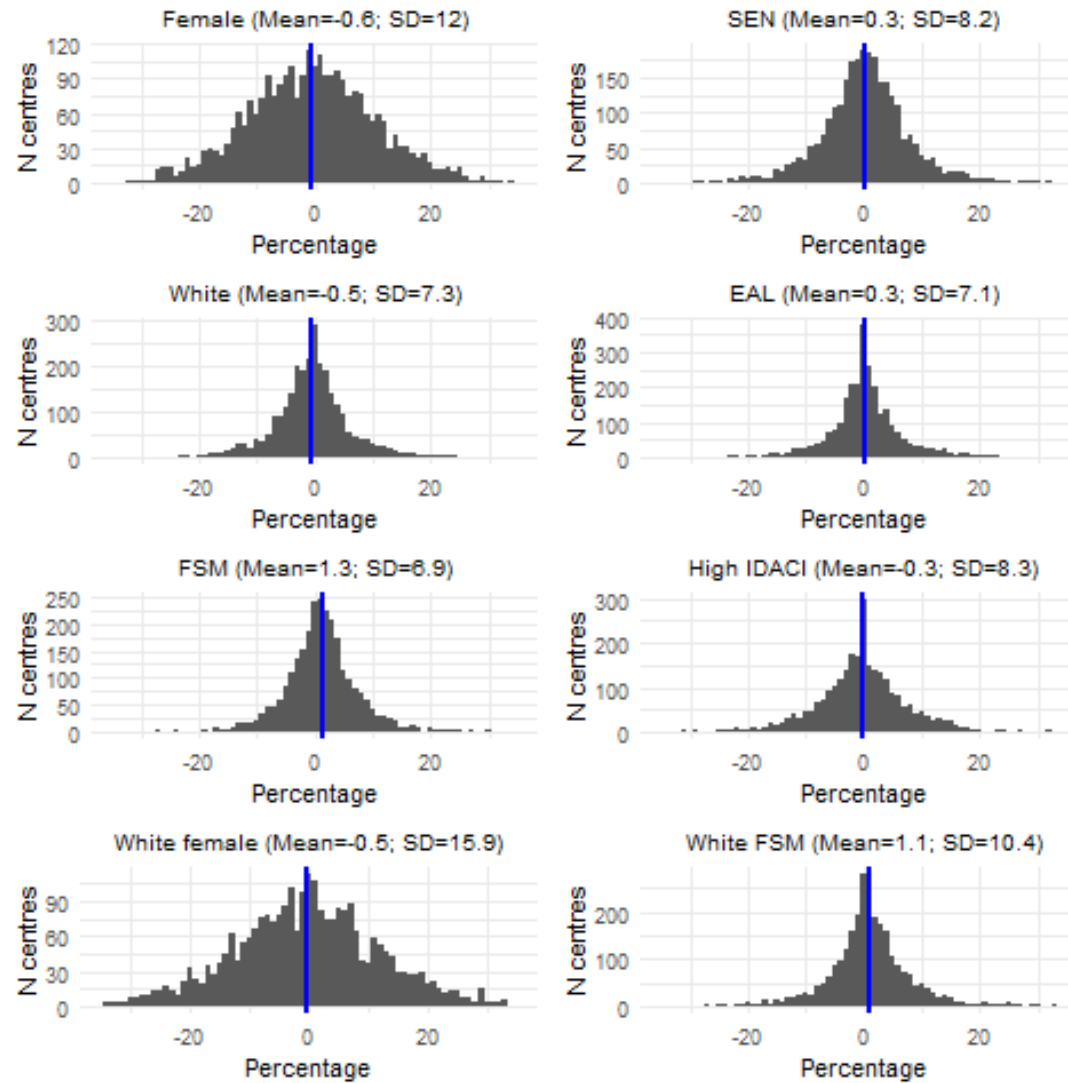 Female (Mean=-0.6; SD=12)
120
90
60
30
0
N centres
-20 0 20
Percentage
SEN (Mean=0.3; SD=8.2)
150
100
50
0
N centres
-20 0 20
Percentage
White (Mean=-0.5; SD=7.3)
300
200
100
0
N centres
-20 0 20
Percentage
EAL (Mean=0.3; SD=7.1)
400
300
200
100
0
N centres
-20 0 20
Percentage
FSM (Mean=1.3; SD=6.9)
250
200
150
100
50
0
N centres
-20 0 20
Percentage
High IDACI (Mean=-0.3; SD=8.3)
300
200
100
0
N centres
-20 0 20
Percentage
White female (Mean=-0.5; SD=15.9)
90
60
30
0
N centres
-20 0 20
Percentage
White FSM (Mean=1.1; SD=10.4)
200
100
0
N centres
-20 0 20
Percentage